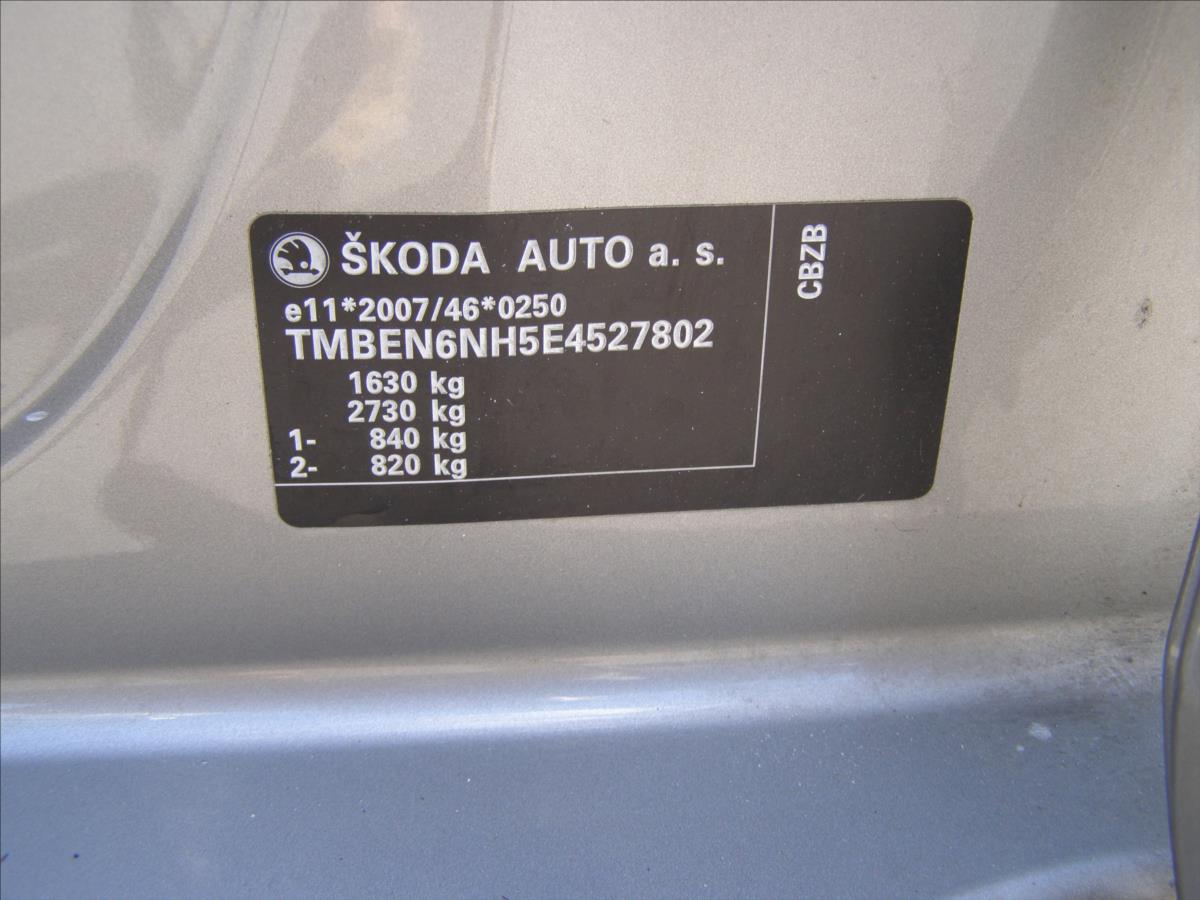 ŠKODA AUTO a. s.
e11*2007/46*0250
TMBEN6NH5E4527802
1630 kg
2730 kg
1- 840 kg
2- 820 kg
CBZB